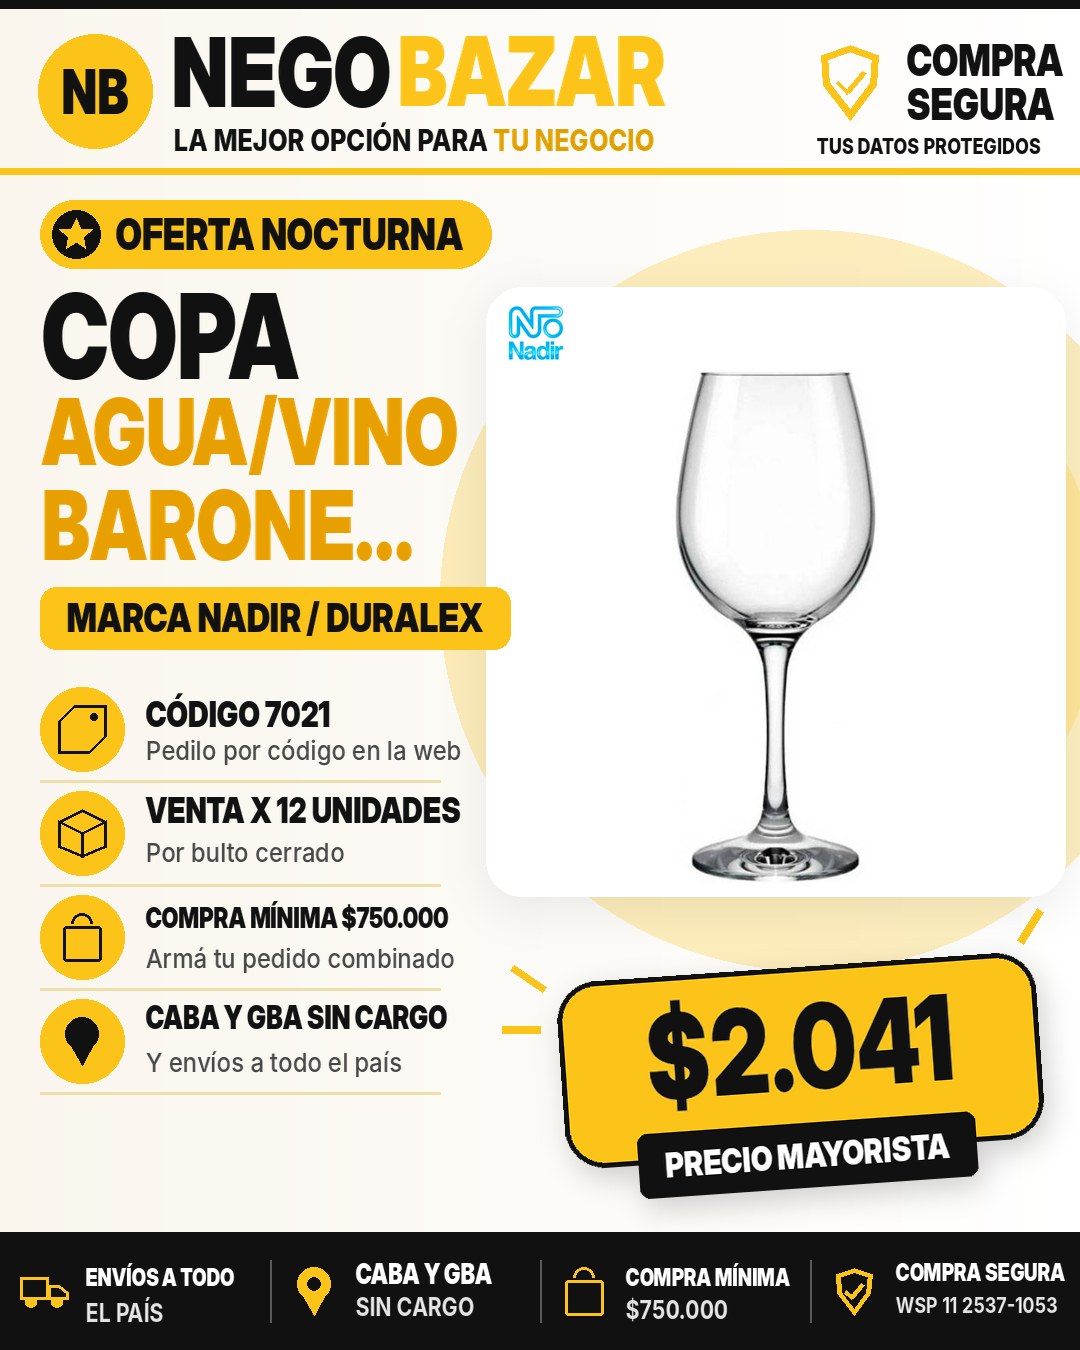 NB
NEGOBAZAR
LA MEJOR OPCIÓN PARA TU NEGOCIO
COMPRA
SEGURA
TUS DATOS PROTEGIDOS
OFERTA NOCTURNA
COPA
AGUA/VINO
BARONE...
MARCA NADIR / DURALEX
Nadir
CÓDIGO 7021
Pedilo por código en la web
VENTA X 12 UNIDADES
Por bulto cerrado
COMPRA MÍNIMA $750.000
Armá tu pedido combinado
CABA Y GBA SIN CARGO
Y envíos a todo el país
$2.041
PRECIO MAYORISTA
ENVÍOS A TODO
EL PAÍS
CABA Y GBA
SIN CARGO
COMPRA MÍNIMA
$750.000
COMPRA SEGURA
WSP 11 2537-1053